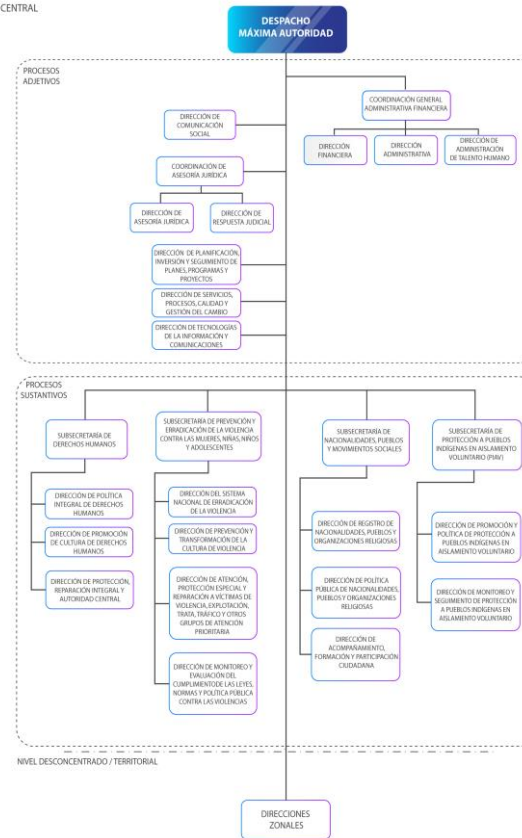 CENTRAL
DESPACHO
MÁXIMA AUTORIDAD
PROCESOS
ADJETIVOS
COORDINACIÓN GENERAL
ADMINISTRATIVA FINANCIERA
DIRECCIÓN
FINANCIERA
DIRECCIÓN
ADMINISTRATIVA
DIRECCIÓN DE
ADMINISTRACIÓN
DE TALENTO HUMANO
DIRECCIÓN DE
COMUNICACIÓN
SOCIAL
COORDINACIÓN DE
ASESORÍA JURÍDICA
DIRECCIÓN DE
ASESORÍA JURÍDICA
DIRECCIÓN DE
RESPUESTA JUDICIAL
DIRECCIÓN DE PLANIFICACIÓN,
INVERSIÓN Y SEGUIMIENTO DE
PLANES, PROGRAMAS Y
PROYECTOS
DIRECCIÓN DE SERVICIOS,
PROCESOS, CALIDAD Y
GESTIÓN DEL CAMBIO
DIRECCIÓN DE TECNOLOGÍAS
DE LA INFORMACIÓN Y
COMUNICACIONES
PROCESOS
SUSTANTIVOS
SUBSECRETARÍA DE
DERECHOS HUMANOS
DIRECCIÓN DE POLÍTICA
INTEGRAL DE DERECHOS
HUMANOS
DIRECCIÓN DE PROMOCIÓN
DE CULTURA DE DERECHOS
HUMANOS
DIRECCIÓN DE PROTECCIÓN,
REPARACIÓN INTEGRAL Y
AUTORIDAD CENTRAL
SUBSECRETARÍA DE PREVENCIÓN Y
ERRADICACIÓN DE LA VIOLENCIA
CONTRA LAS MUJERES, NIÑAS, NIÑOS
Y ADOLESCENTES
DIRECCIÓN DEL SISTEMA
NACIONAL DE ERRADICACIÓN
DE LA VIOLENCIA
DIRECCIÓN DE PREVENCIÓN Y
TRANSFORMACIÓN DE LA
CULTURA DE VIOLENCIA
DIRECCIÓN DE ATENCIÓN,
PROTECCIÓN ESPECIAL Y
REPARACIÓN A VÍCTIMAS DE
VIOLENCIA, EXPLOTACIÓN,
TRATA, TRÁFICO Y OTROS
GRUPOS DE ATENCIÓN
PRIORITARIA
DIRECCIÓN DE MONITOREO Y
EVALUACIÓN DEL
CUMPLIMIENTODE LAS LEYES,
NORMAS Y POLÍTICA PÚBLICA
CONTRA LAS VIOLENCIAS
SUBSECRETARÍA DE
NACIONALIDADES, PUEBLOS
Y MOVIMIENTOS SOCIALES
DIRECCIÓN DE REGISTRO DE
NACIONALIDADES, PUEBLOS Y
ORGANIZACIONES RELIGIOSAS
DIRECCIÓN DE POLÍTICA
PÚBLICA DE NACIONALIDADES,
PUEBLOS Y ORGANIZACIONES
RELIGIOSAS
DIRECCIÓN DE
ACOMPAÑAMIENTO,
FORMACIÓN Y PARTICIPACIÓN
CIUDADANA
SUBSECRETARÍA DE
PROTECCIÓN A PUEBLOS
INDÍGENAS EN AISLAMIENTO
VOLUNTARIO (PIAV)
DIRECCIÓN DE PROMOCIÓN Y
POLÍTICA DE PROTECCIÓN A
PUEBLOS INDÍGENAS EN
AISLAMIENTO VOLUNTARIO
DIRECCIÓN DE MONITOREO Y
SEGUIMIENTO DE PROTECCIÓN
A PUEBLOS INDÍGENAS EN
AISLAMIENTO VOLUNTARIO
NIVEL DESCONCENTRADO / TERRITORIAL
DIRECCIONES
ZONALES